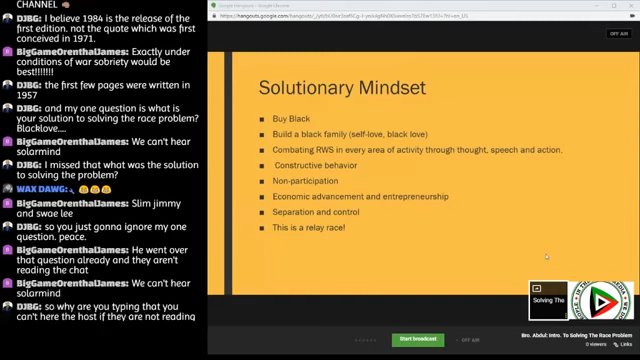 CHANNEL
DJBG: I believe 1984 is the release of the
first edition. not the quote which was first
conceived in 1971.
BigGameOrenthalJames: Exactly under
conditions of war sobriety would be
best!!!!!!!
DJBG: the first few pages were written in
1957
DJBG: and my one question is what is
your solution to solving the race problem?
Blacklove....
BigGameOrenthalJames: We can't hear
solarmind
DJBG: I missed that what was the solution
to solving the problem?
WAX DAWG:
BigGameOrenthalJames: Slim jimmy
and swae lee
DJBG: so you just gonna ignore my one
question. peace.
BigGameOrenthalJames: He went over
that question already and they aren't
reading the chat
BigGameOrenthalJames: We can't hear
solarmind
DJBG: So why are you typing that you
can't here the host if they are not reading
Google Hangouts - Google Chrome
OFF AIR
Solutionary Mindset
Buy Black
Build a black family (self-love, black love)
Combating RWS in every area of activity through thought, speech and action.
Constructive behavior
Non-participation
Economic advancement and entrepreneurship
Separation and control
This is a relay race!
Solving The
Start broadcast
OFF AIR
Bro. Abdul: Intro. To Solving The Race Problem
0 viewers
Links